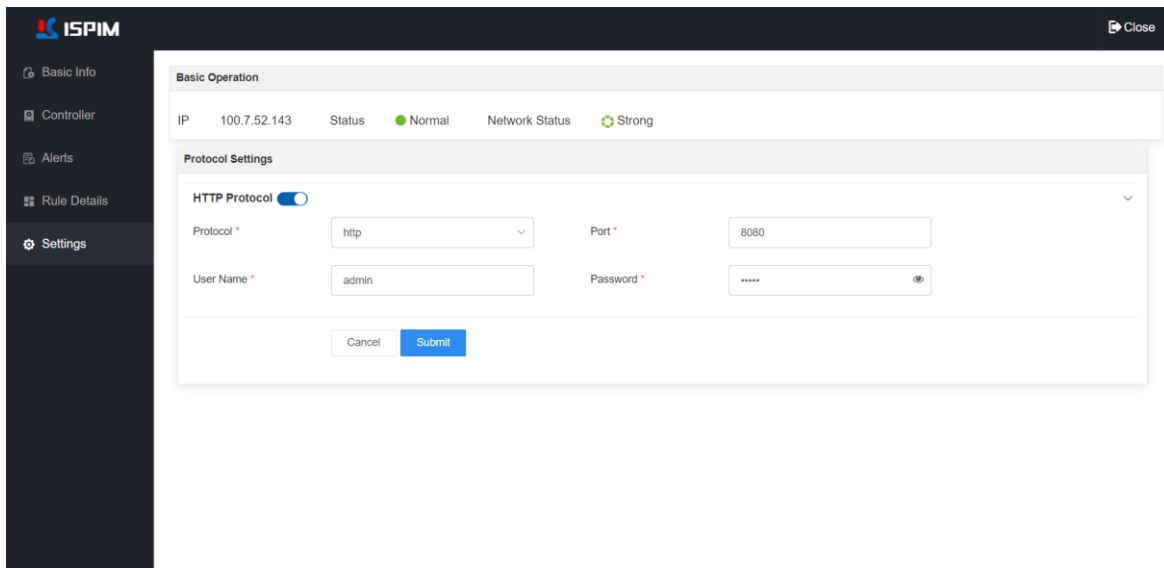 ISPIM
Close
Basic Info
Controller
Alerts
Rule Details
Settings
Basic Operation
IP 100.7.52.143 Status Normal Network Status Strong
Protocol Settings
HTTP Protocol
Protocol * http Port * 8080
User Name * admin Password * •••••
Cancel Submit